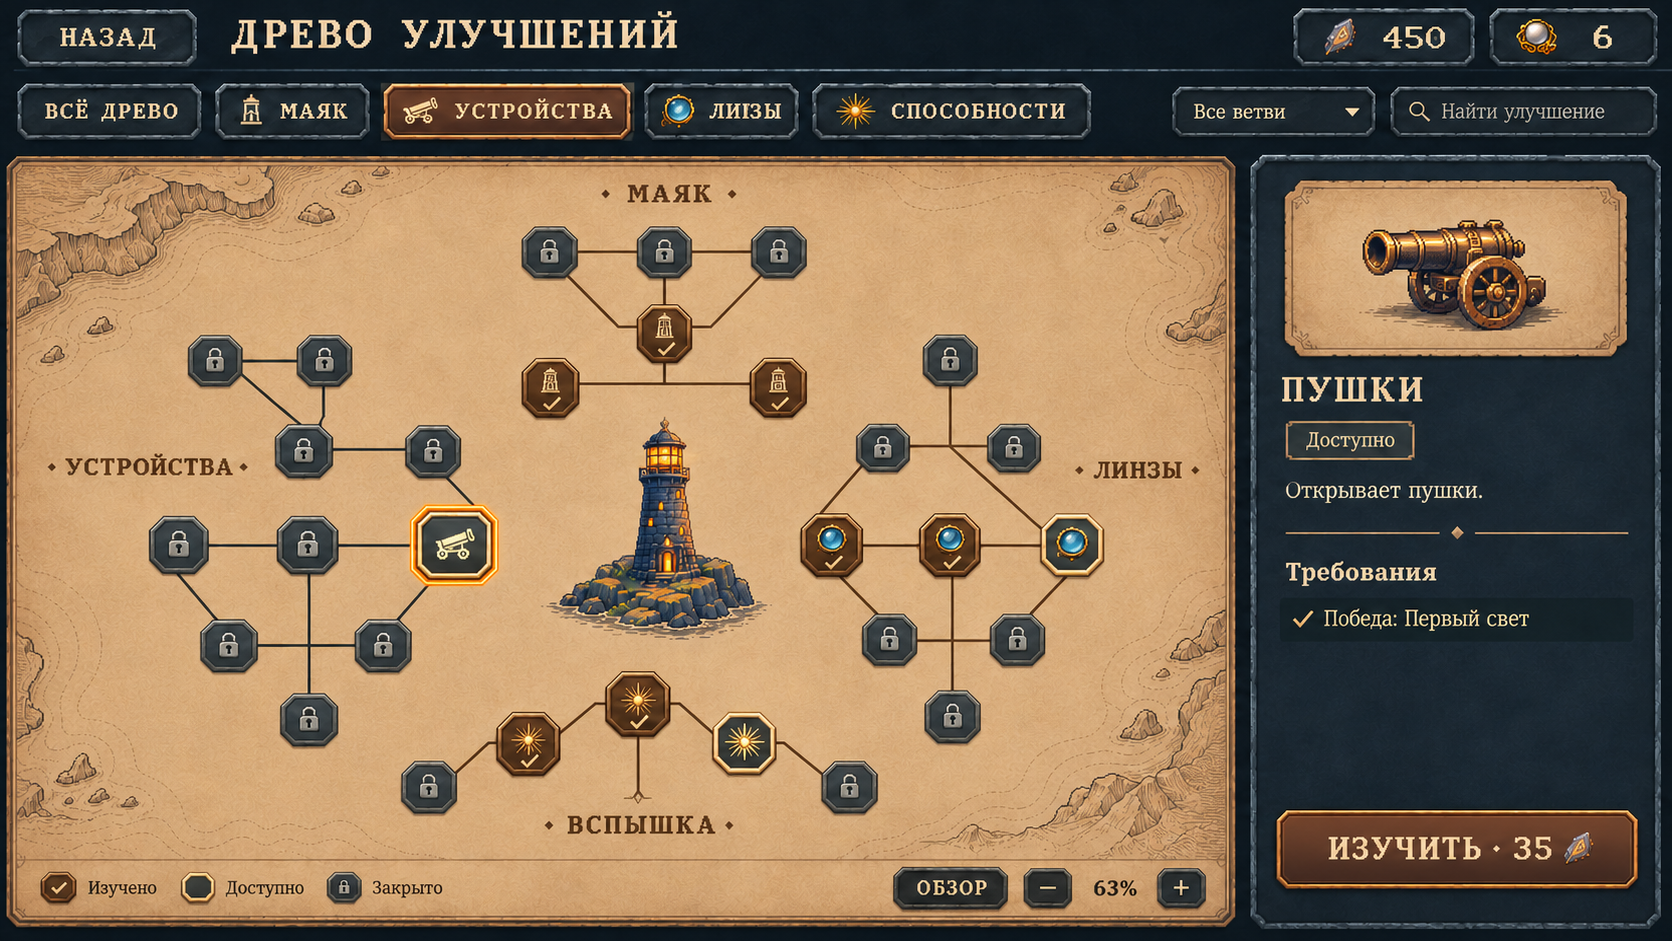 НАЗАД
ДРЕВО УЛУЧШЕНИЙ
450
6
ВСЁ ДРЕВО
МАЯК
УСТРОЙСТВА
ЛИІЗЫ
СПОСОБНОСТИ
Все ветви
Найти улучшение
МАЯК
УСТРОЙСТВА
ЛИНЗЫ
ВСПЫШКА
Изучено
Доступно
Закрыто
ОБЗОР
−
63%
+
ПУШКИ
Доступно
Открывает пушки.
Требования
Победа: Первый свет
ИЗУЧИТЬ · 35